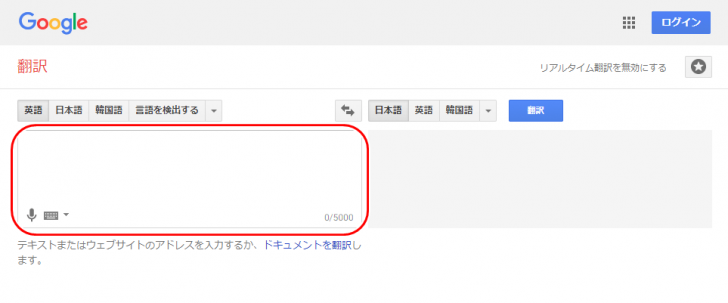 Google
ログイン
翻訳
リアルタイム翻訳を無効にする
英語 日本語 韓国語 言語を検出する
日本語 英語 韓国語
翻訳
0/5000
テキストまたはウェブサイトのアドレスを入力するか、ドキュメントを翻訳し
ます。